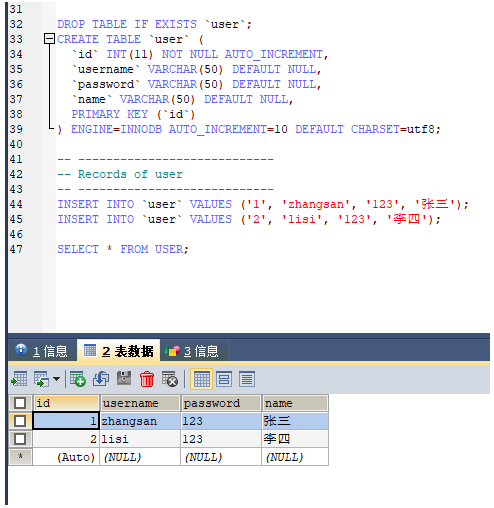 31
32 DROP TABLE IF EXISTS `user`;
33 CREATE TABLE `user` (
34 `id` INT(11) NOT NULL AUTO_INCREMENT,
35 `username` VARCHAR(50) DEFAULT NULL,
36 `password` VARCHAR(50) DEFAULT NULL,
37 `name` VARCHAR(50) DEFAULT NULL,
38 PRIMARY KEY (`id`)
39 ) ENGINE=INNODB AUTO_INCREMENT=10 DEFAULT CHARSET=utf8;
40
41 -- ----------------------------
42 -- Records of user
43 -- ----------------------------
44 INSERT INTO `user` VALUES ('1', 'zhangsan', '123', '张三');
45 INSERT INTO `user` VALUES ('2', 'lisi', '123', '李四');
46
47 SELECT * FROM USER;
1 信息 2 表数据 3 信息
id username password name
1 zhangsan 123 张三
2 lisi 123 李四
* (Auto) (NULL) (NULL) (NULL)